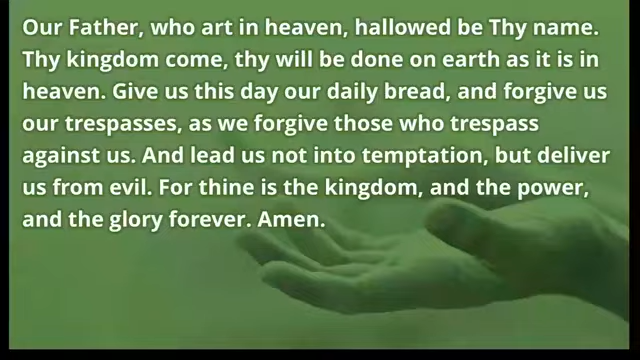 Our Father, who art in heaven, hallowed be Thy name.
Thy kingdom come, thy will be done on earth as it is in
heaven. Give us this day our daily bread, and forgive us
our trespasses, as we forgive those who trespass
against us. And lead us not into temptation, but deliver
us from evil. For thine is the kingdom, and the power,
and the glory forever. Amen.